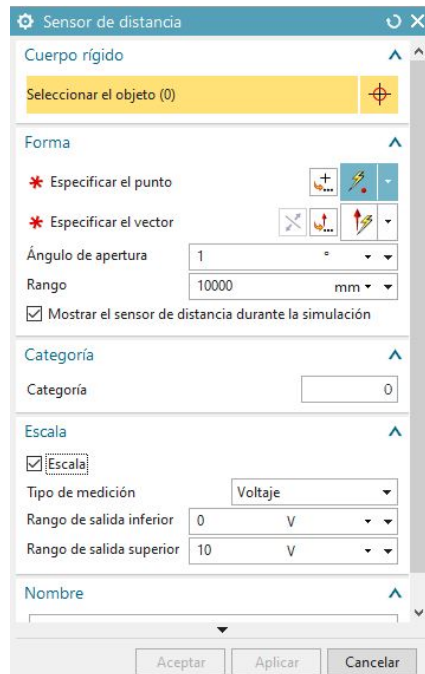 Sensor de distancia
Cuerpo rígido
Seleccionar el objeto (0)
Forma
* Especificar el punto
* Especificar el vector
Ángulo de apertura 1 °
Rango 10000 mm
Mostrar el sensor de distancia durante la simulación
Categoría
Categoría 0
Escala
Escala
Tipo de medición Voltaje
Rango de salida inferior 0 V
Rango de salida superior 10 V
Nombre
Aceptar Aplicar Cancelar